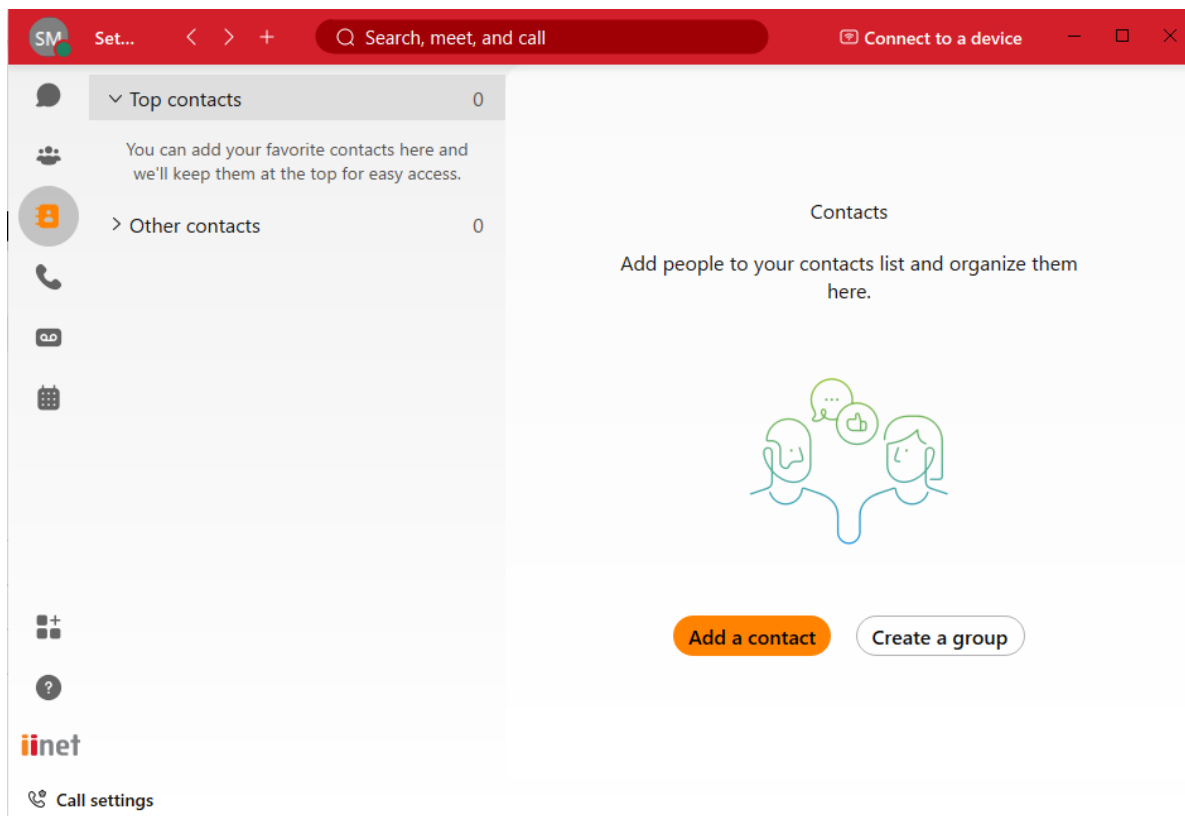 SM Set... Search, meet, and call Connect to a device
Top contacts 0
You can add your favorite contacts here and
we'll keep them at the top for easy access.
Other contacts 0
Contacts
Add people to your contacts list and organize them
here.
Add a contact Create a group
?
iinet
Call settings